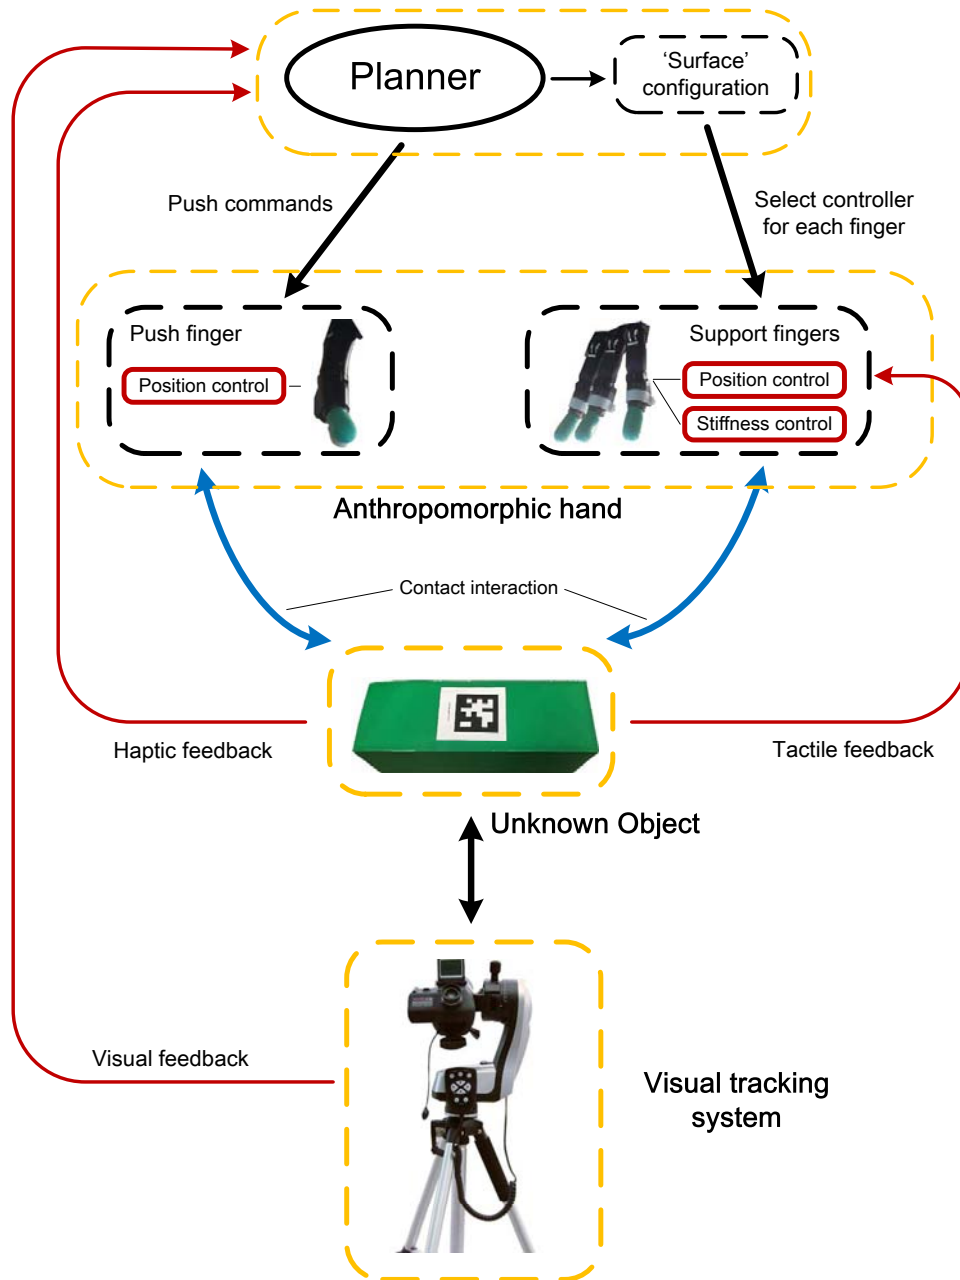 Planner
‘Surface’
configuration
Push commands
Select controller
for each finger
Push finger
Position control
Support fingers
Position control
Stiffness control
Anthropomorphic hand
Contact interaction
Haptic feedback
Tactile feedback
Unknown Object
Visual feedback
Visual tracking
system